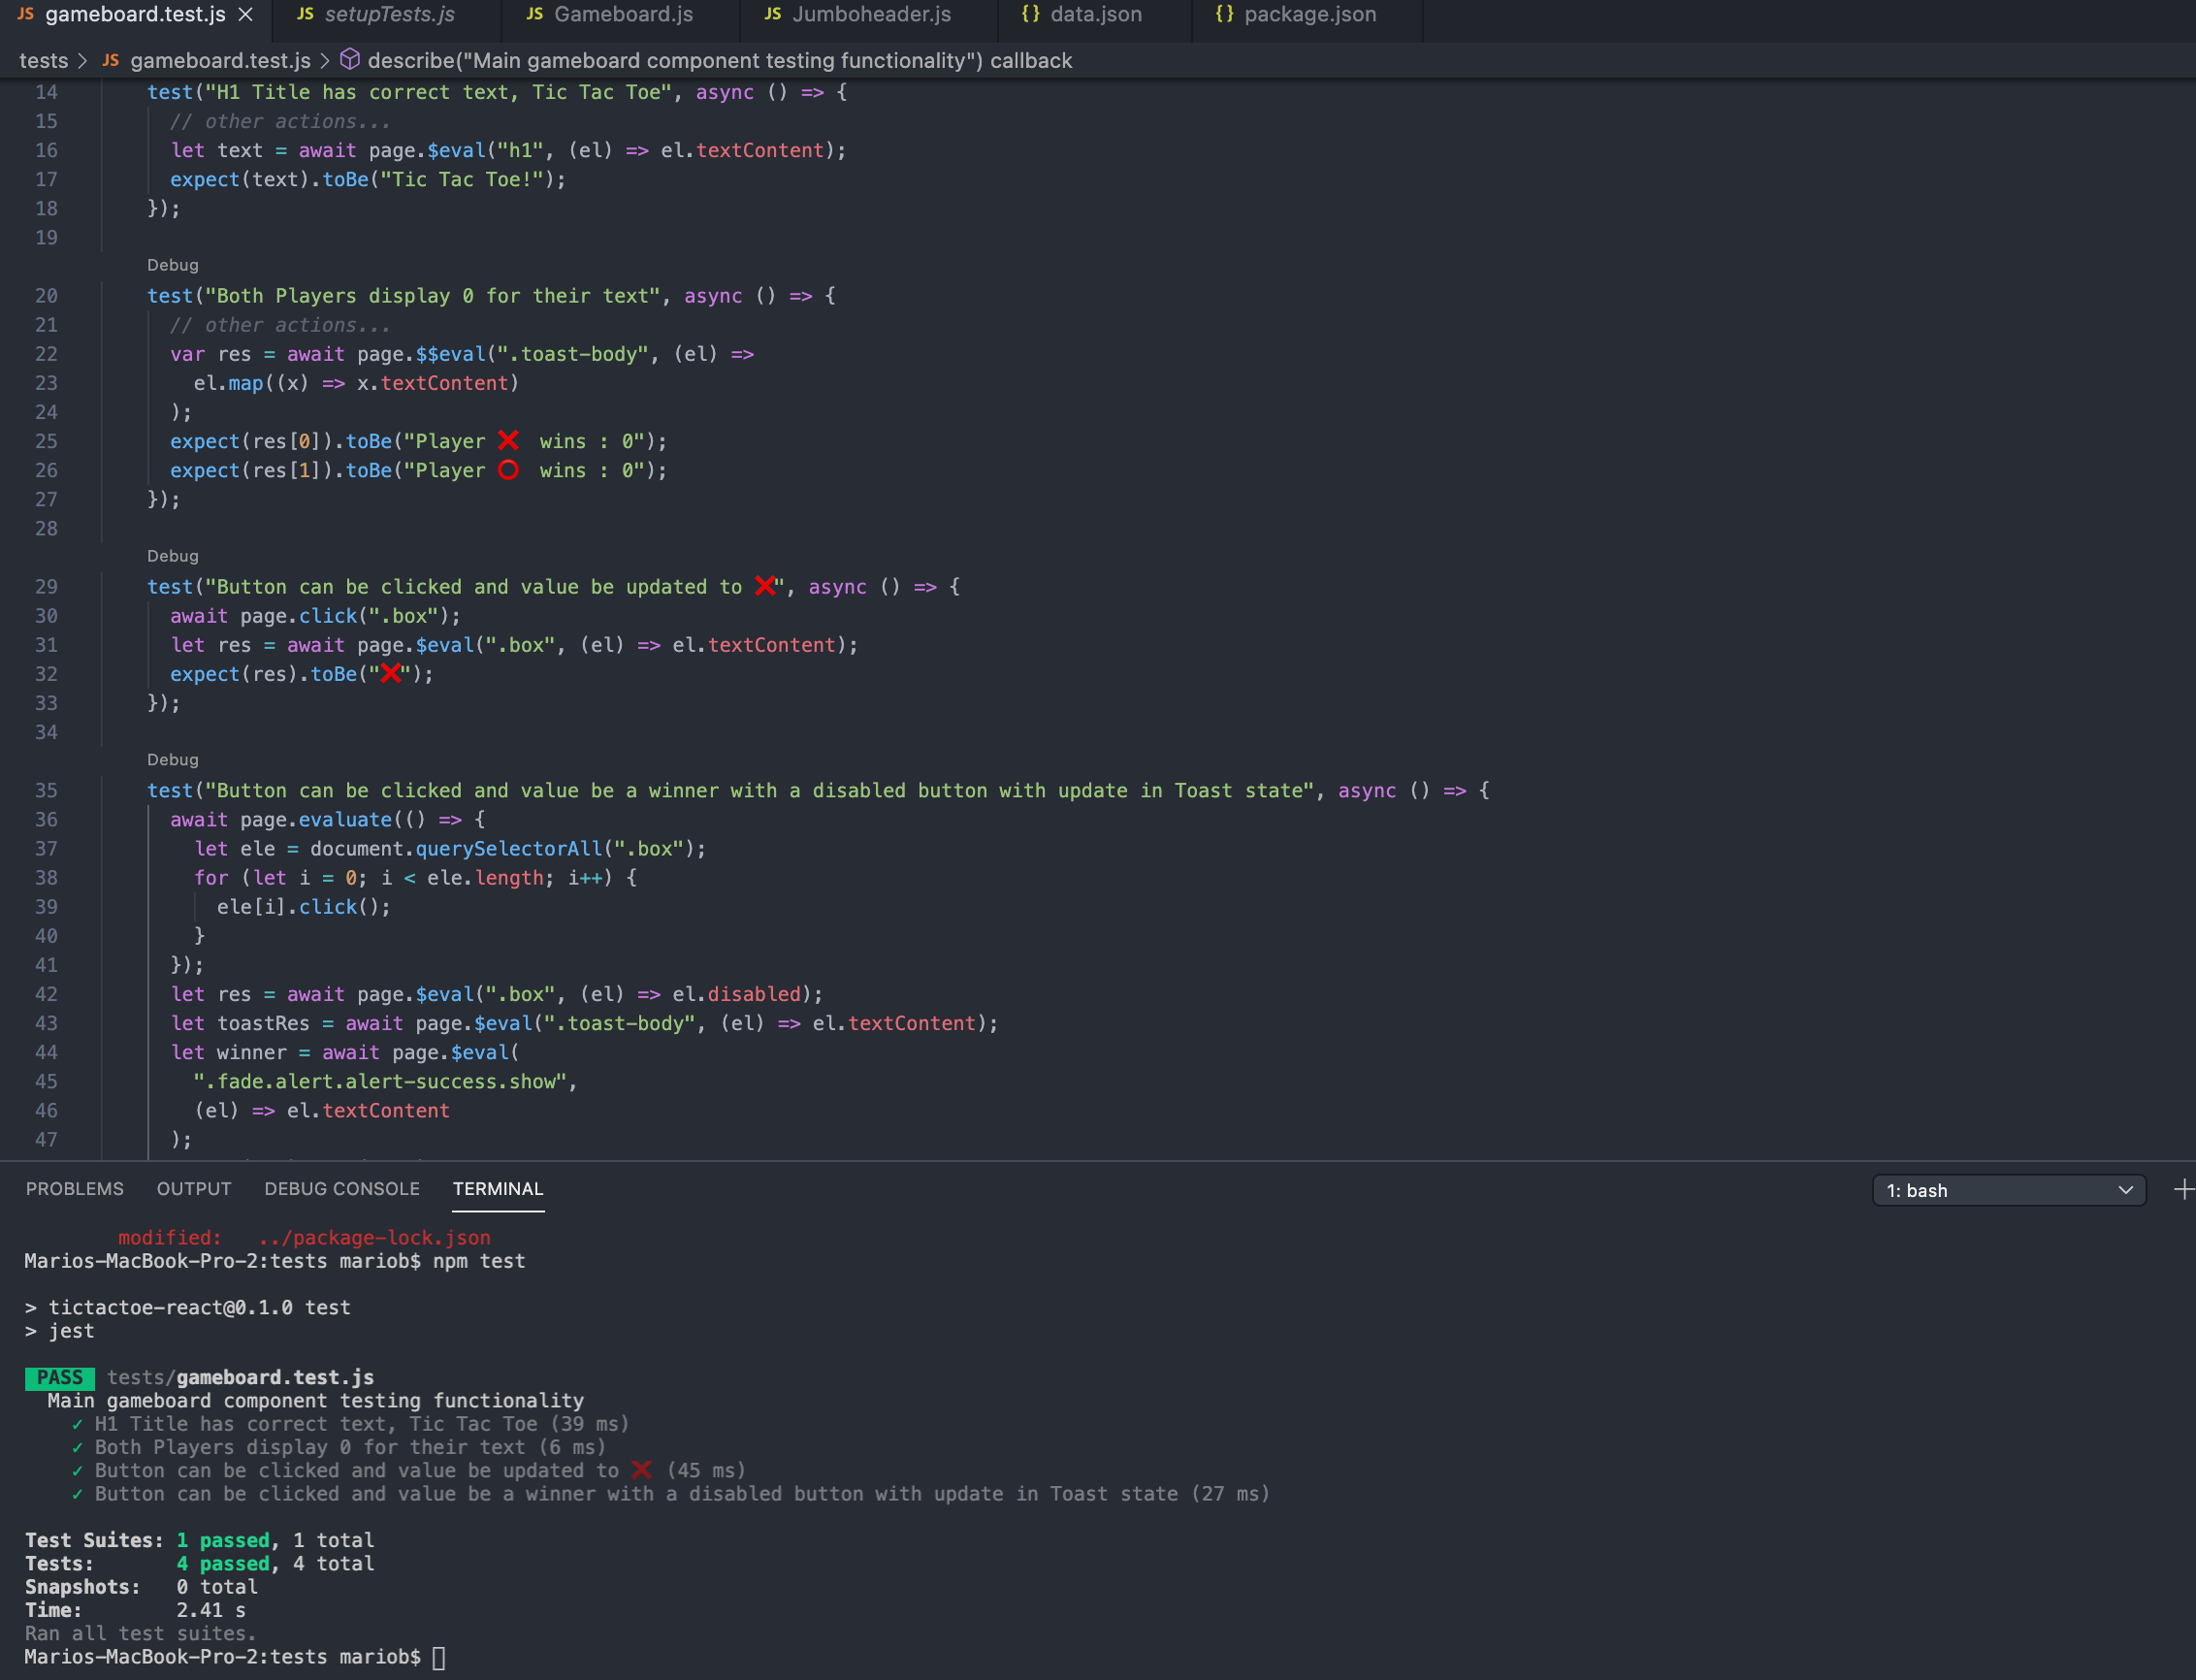 JS gameboard.test.js × JS setupTests.js JS Gameboard.js JS Jumboheader.js {} data.json {} package.json
tests > JS gameboard.test.js > describe("Main gameboard component testing functionality") callback
14 test("H1 Title has correct text, Tic Tac Toe", async () => {
15 // other actions...
16 let text = await page.$eval("h1", (el) => el.textContent);
17 expect(text).toBe("Tic Tac Toe!");
18 });
19
Debug
20 test("Both Players display 0 for their text", async () => {
21 // other actions...
22 var res = await page.$$eval(".toast-body", (el) =>
23 el.map((x) => x.textContent)
24 );
25 expect(res[0]).toBe("Player ❌ wins : 0");
26 expect(res[1]).toBe("Player ⭕ wins : 0");
27 });
28
Debug
29 test("Button can be clicked and value be updated to ❌", async () => {
30 await page.click(".box");
31 let res = await page.$eval(".box", (el) => el.textContent);
32 expect(res).toBe("❌");
33 });
34
Debug
35 test("Button can be clicked and value be a winner with a disabled button with update in Toast state", async () => {
36 await page.evaluate(() => {
37 let ele = document.querySelectorAll(".box");
38 for (let i = 0; i < ele.length; i++) {
39 ele[i].click();
40 }
41 });
42 let res = await page.$eval(".box", (el) => el.disabled);
43 let toastRes = await page.$eval(".toast-body", (el) => el.textContent);
44 let winner = await page.$eval(
45 ".fade.alert.alert-success.show",
46 (el) => el.textContent
47 );
PROBLEMS OUTPUT DEBUG CONSOLE TERMINAL 1: bash +
modified: ../package-lock.json
Marios-MacBook-Pro-2:tests mariob$ npm test
> tictactoe-react@0.1.0 test
> jest
PASS tests/gameboard.test.js
Main gameboard component testing functionality
✓ H1 Title has correct text, Tic Tac Toe (39 ms)
✓ Both Players display 0 for their text (6 ms)
✓ Button can be clicked and value be updated to ❌ (45 ms)
✓ Button can be clicked and value be a winner with a disabled button with update in Toast state (27 ms)
Test Suites: 1 passed, 1 total
Tests: 4 passed, 4 total
Snapshots: 0 total
Time: 2.41 s
Ran all test suites.
Marios-MacBook-Pro-2:tests mariob$